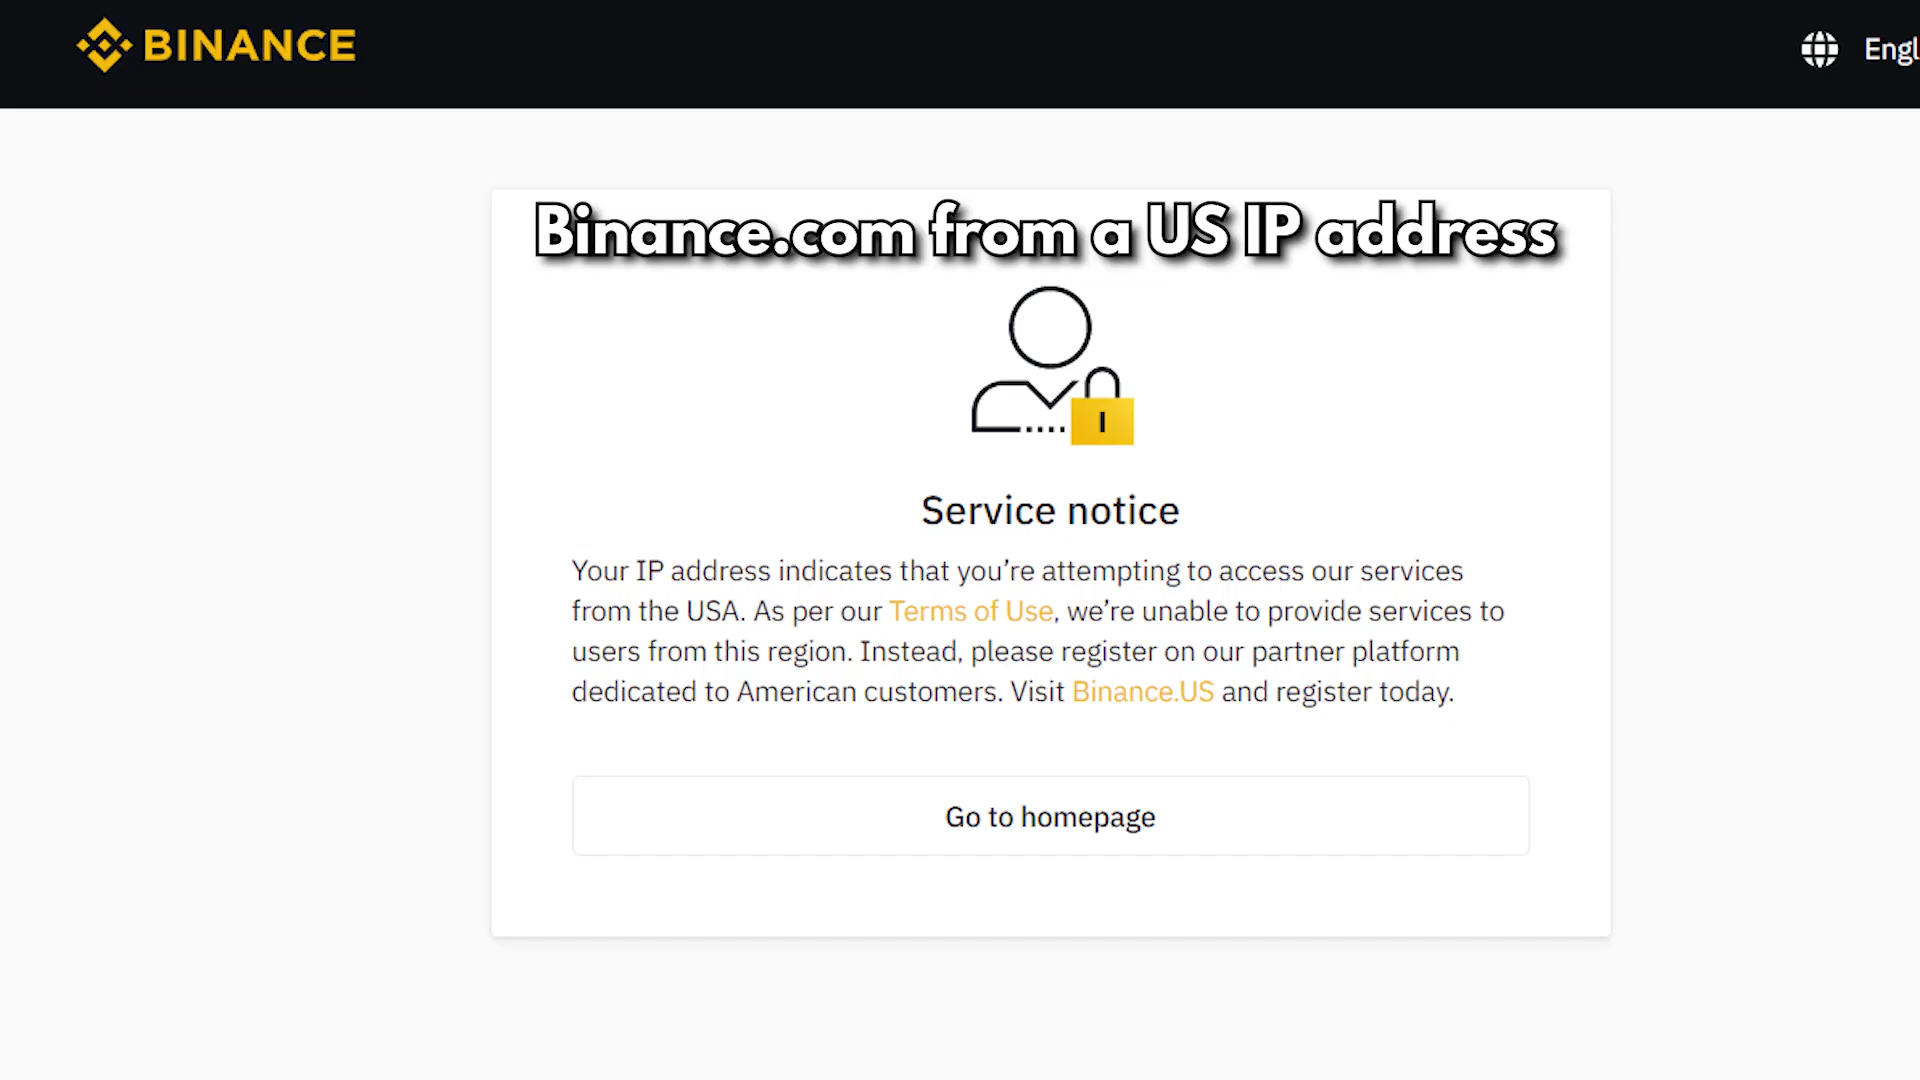 BINANCE
Engl
Binance.com from a US IP address
Service notice
Your IP address indicates that you’re attempting to access our services
from the USA. As per our Terms of Use, we’re unable to provide services to
users from this region. Instead, please register on our partner platform
dedicated to American customers. Visit Binance.US and register today.
Go to homepage